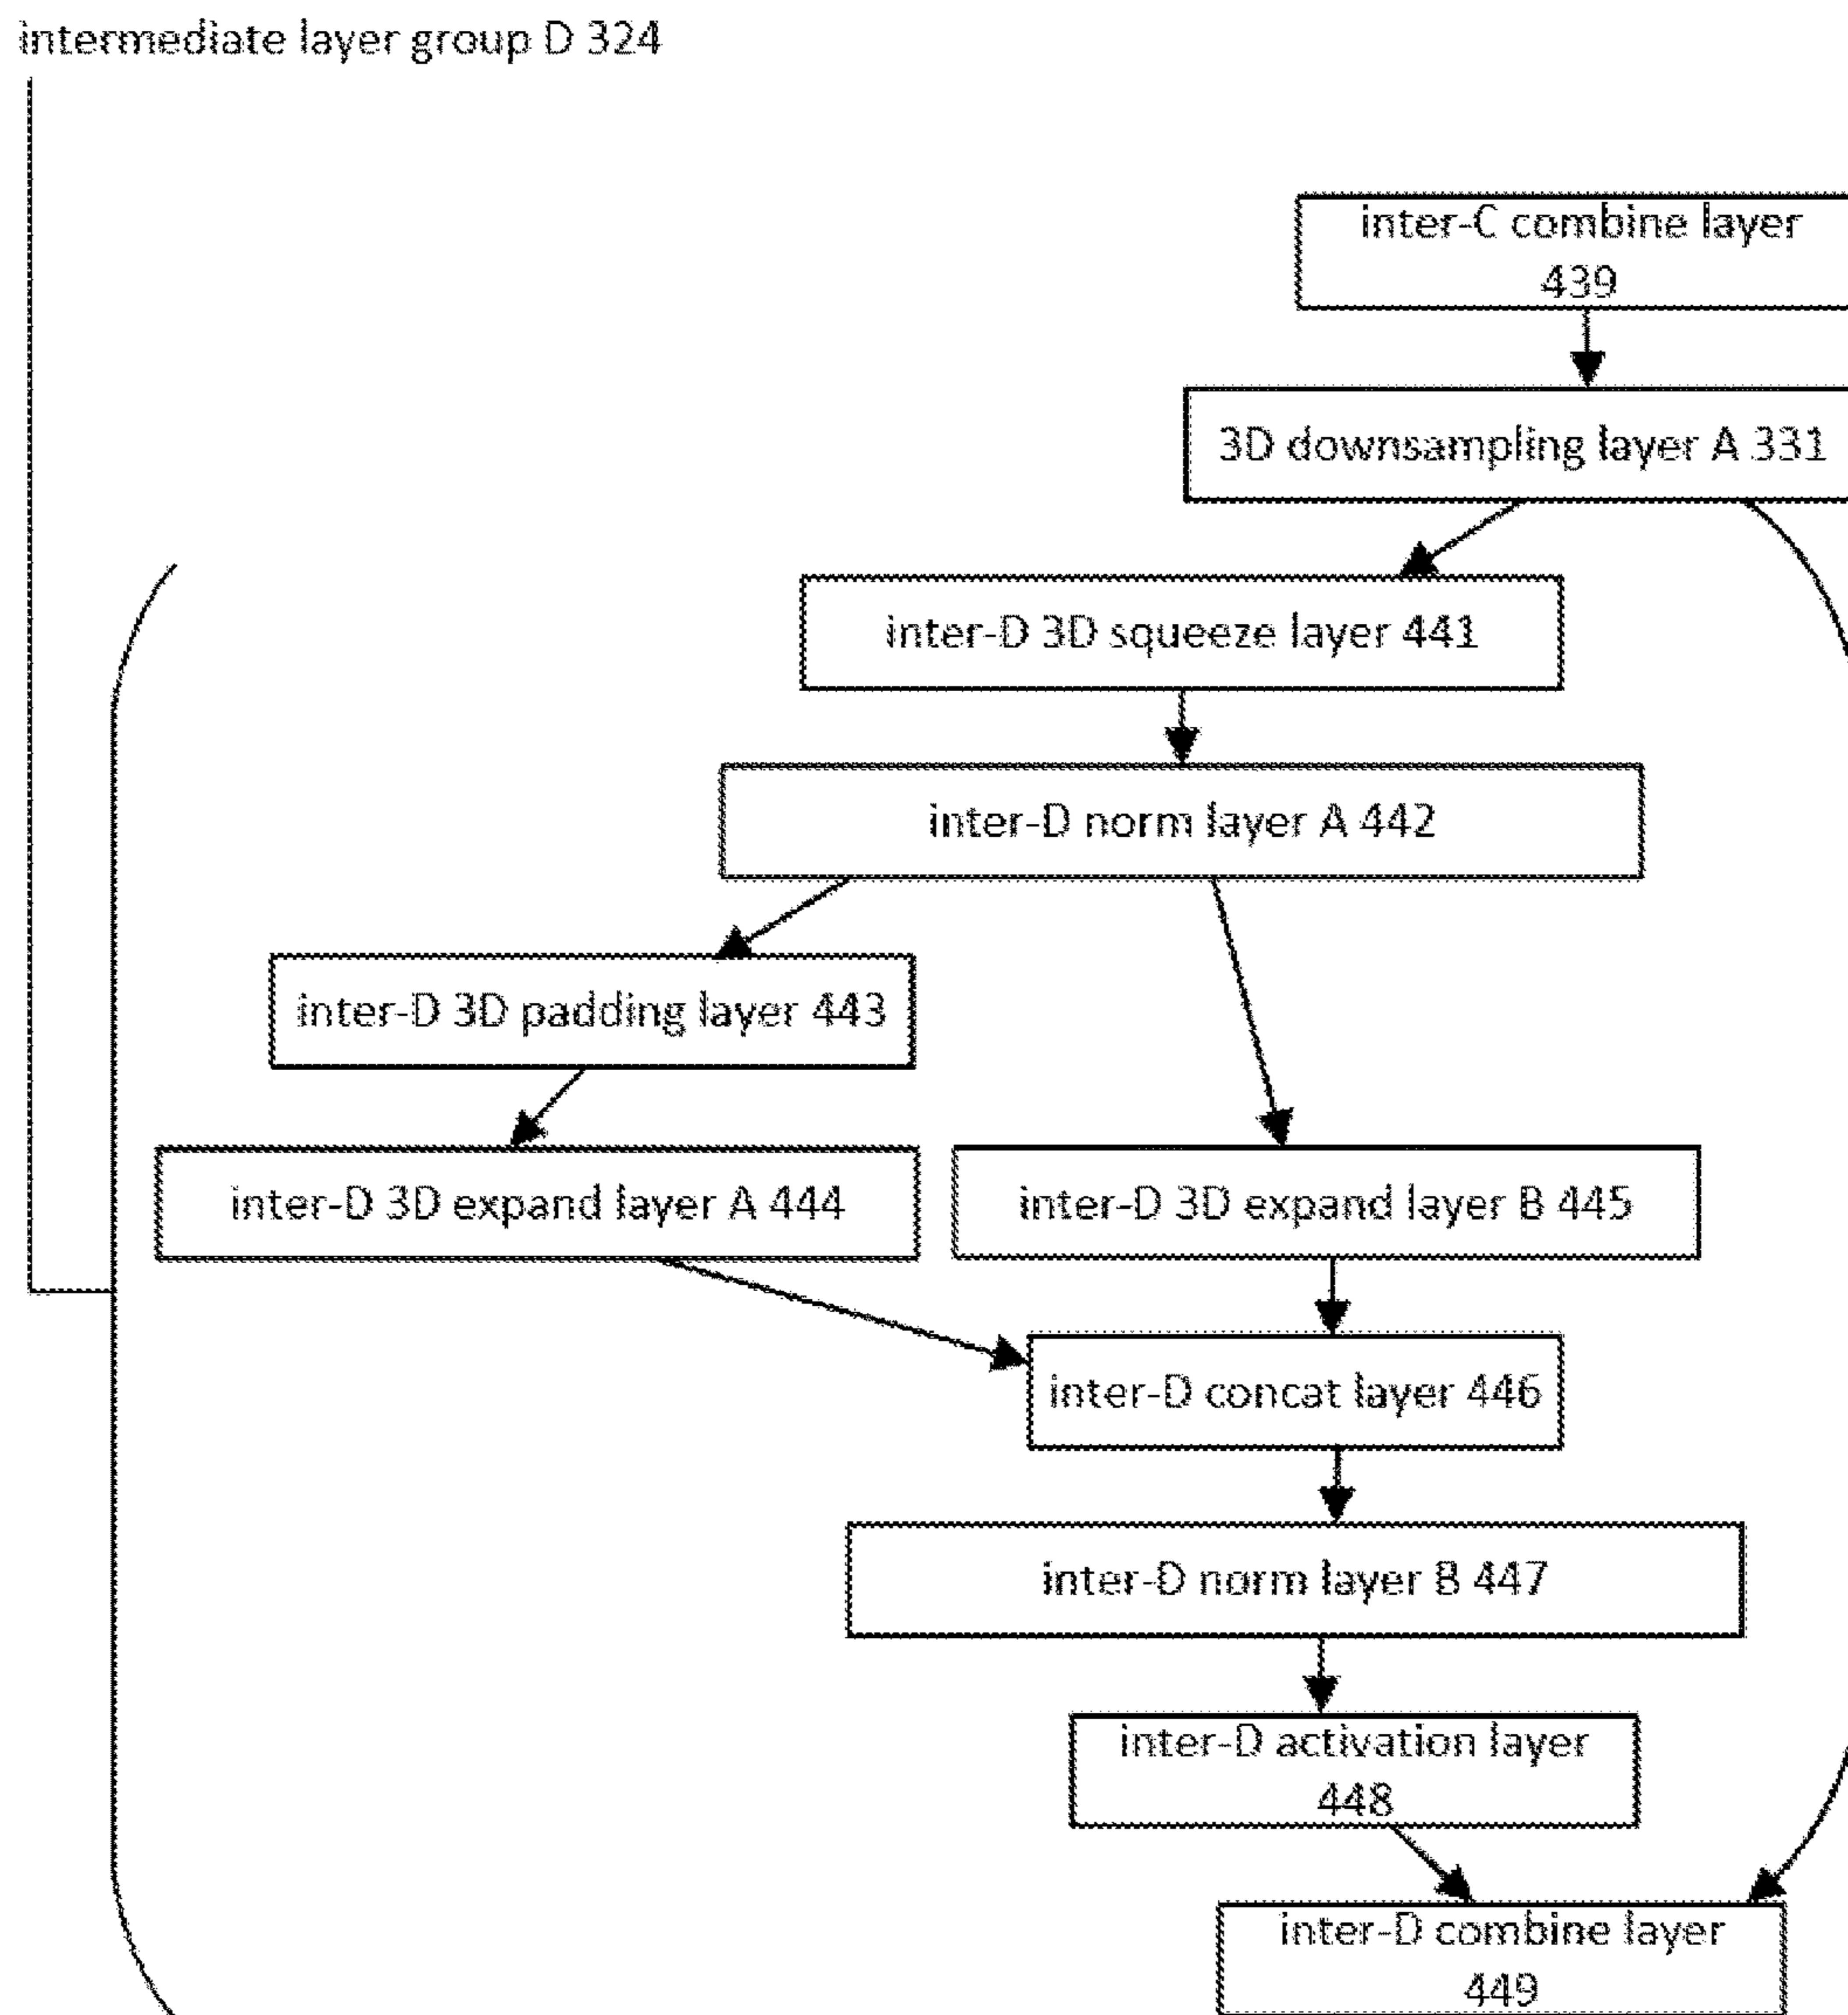 intermediate layer group D 324
inter-C combine layer
439
3D downsampling layer A 331
inter-D 3D squeeze layer 441
inter-D norm layer A 442
inter-D 3D padding layer 443
inter-D 3D expand layer A 444
inter-D 3D expand layer B 445
inter-D concat layer 446
inter-D norm layer B 447
inter-D activation layer
448
inter-D combine layer
449